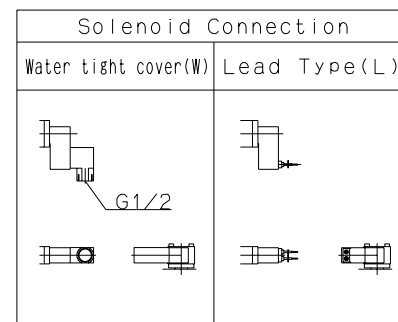 Solenoid Connection
Water tight cover(W)
Lead Type(L)
G1/2